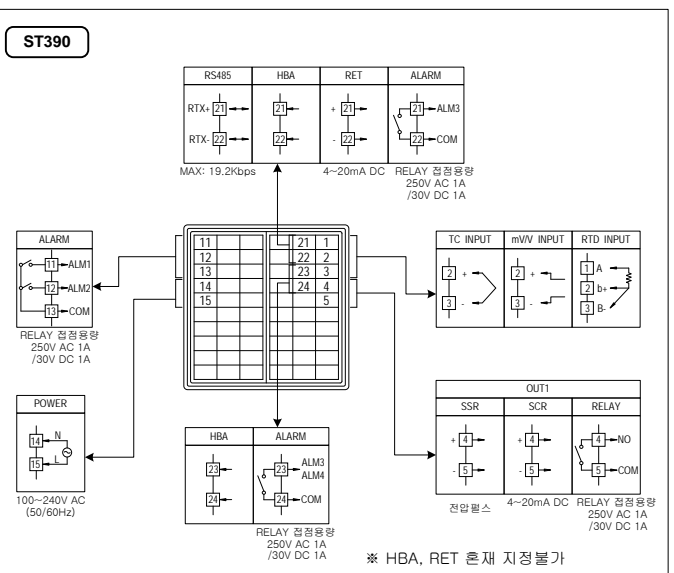 ST390
RS485 HBA RET ALARM
RTX+ 21 21 + 21 21 ALM3
RTX- 22 22 - 22 22 COM
MAX: 19.2Kbps 4~20mA DC RELAY 접점용량
250V AC 1A
/30V DC 1A
ALARM
11 ALM1
12 ALM2
13 COM
RELAY 접점용량
250V AC 1A
/30V DC 1A
11 21 1
12 22 2
13 23 3
14 24 4
15 5
TC INPUT mV/V INPUT RTD INPUT
1 A
2 + 2 + 2 b+
3 - 3 - 3 B-
POWER
14 N
15 L
100~240V AC
(50/60Hz)
HBA ALARM
23 23 ALM3
ALM4
24 24 COM
RELAY 접점용량
250V AC 1A
/30V DC 1A
OUT1
SSR SCR RELAY
+ 4 + 4 4 NO
- 5 - 5 5 COM
전압펄스 4~20mA DC RELAY 접점용량
250V AC 1A
/30V DC 1A
※ HBA, RET 혼재 지정불가